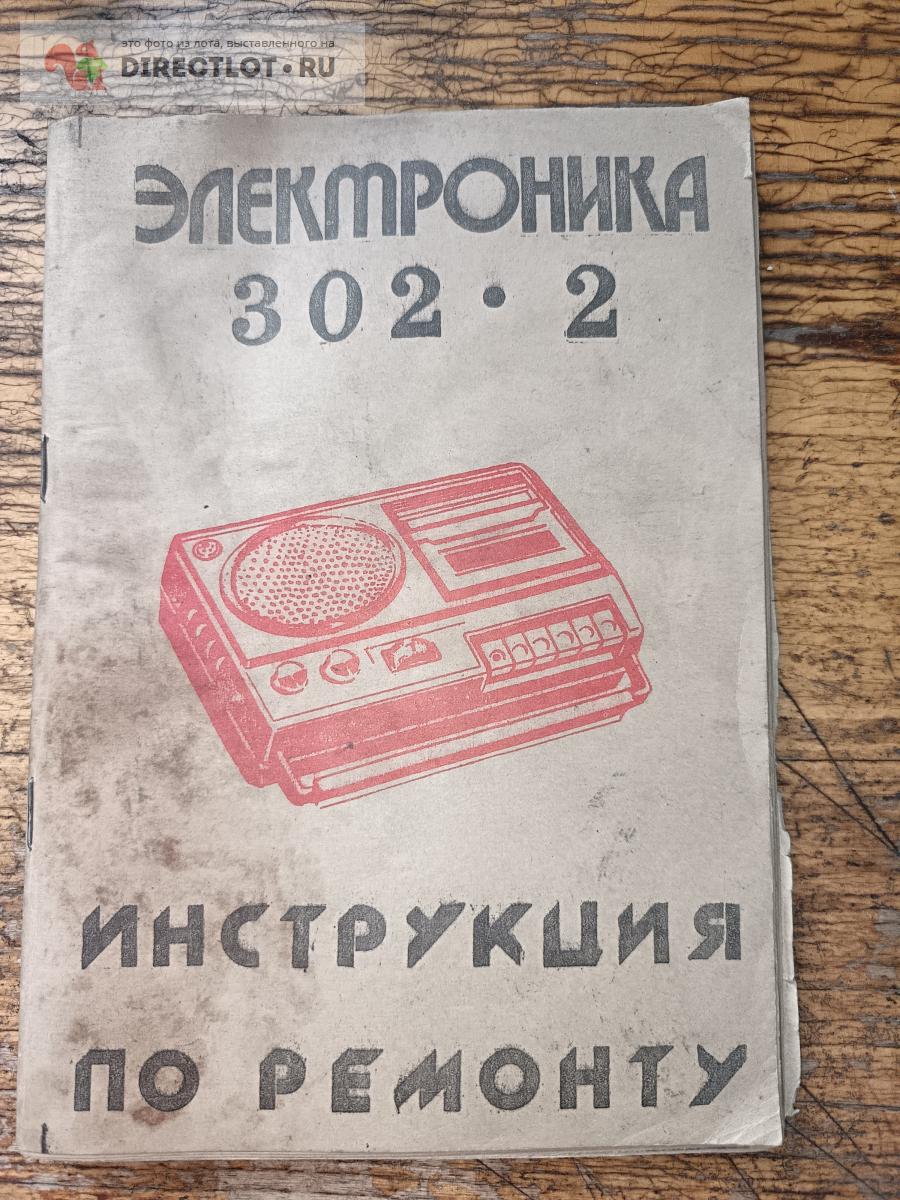 это фото из лота, выставленного на
DIRECTLOT•RU
ЭЛЕКТРОНИКА
302•2
ИНСТРУКЦИЯ
ПО РЕМОНТУ